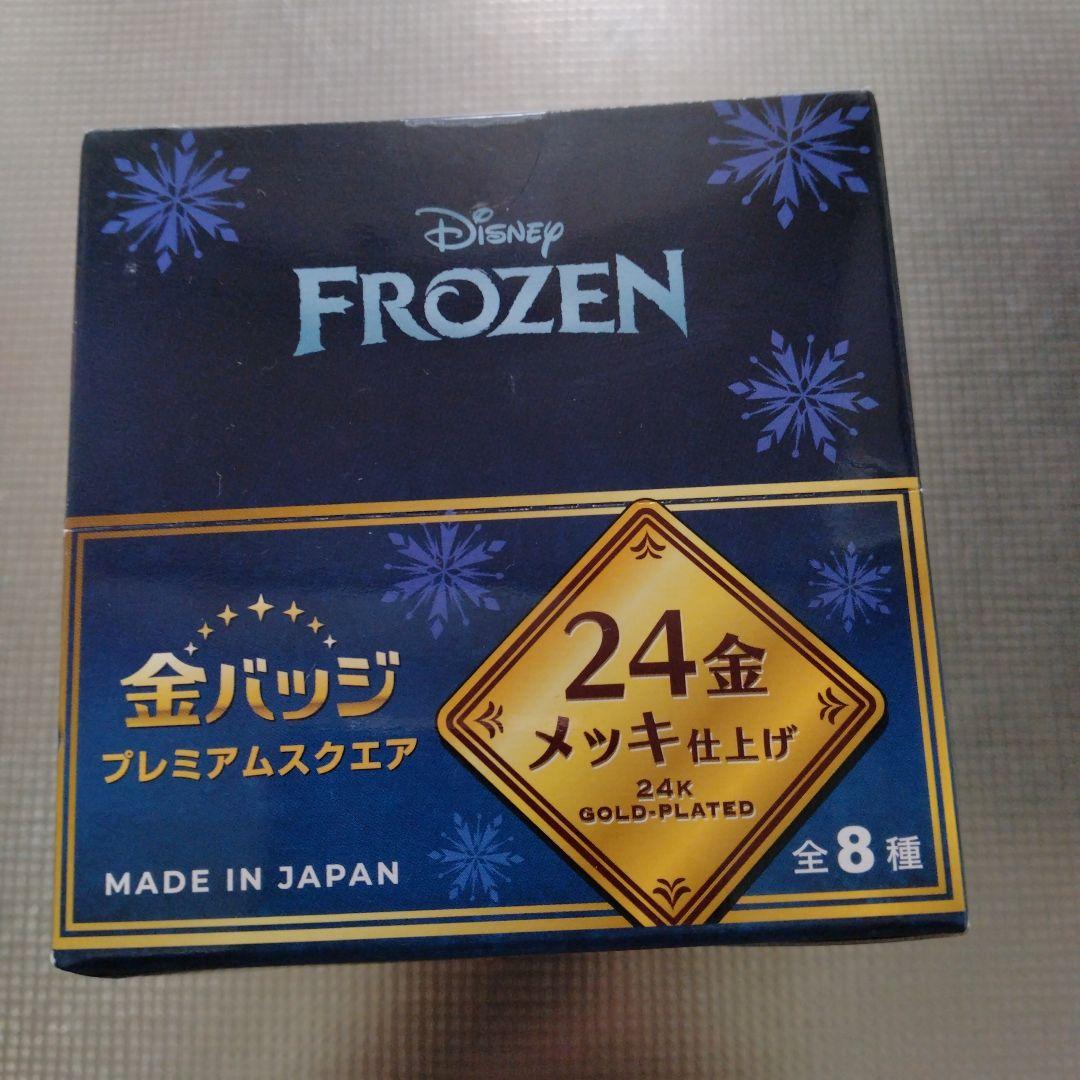 Disney
FROZEN
金バッジ
プレミアムスクエア
MADE IN JAPAN
24金
メッキ仕上げ
24K
GOLD-PLATED
全8種